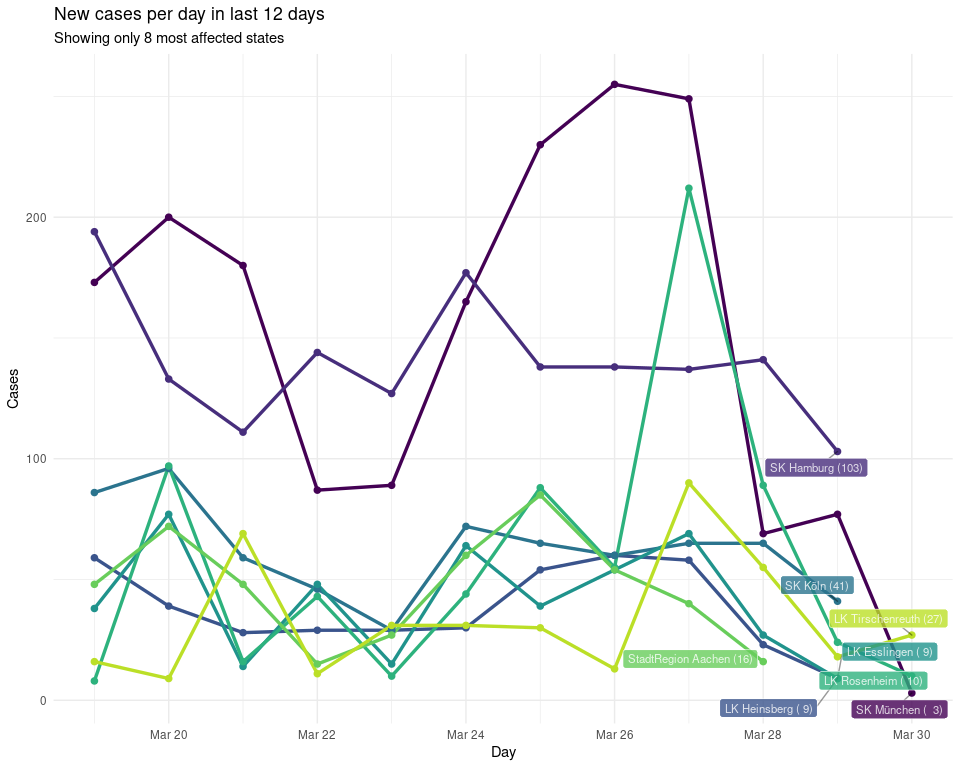 New cases per day in last 12 days
Showing only 8 most affected states
Cases
200
100
0
SK Hamburg (103)
SK Köln (41)
LK Tirschenreuth (27)
LK Esslingen ( 9)
StadtRegion Aachen (16)
LK Rosenheim ( 10)
LK Heinsberg ( 9)
SK München (  3)
Mar 20
Mar 22
Mar 24
Mar 26
Mar 28
Mar 30
Day